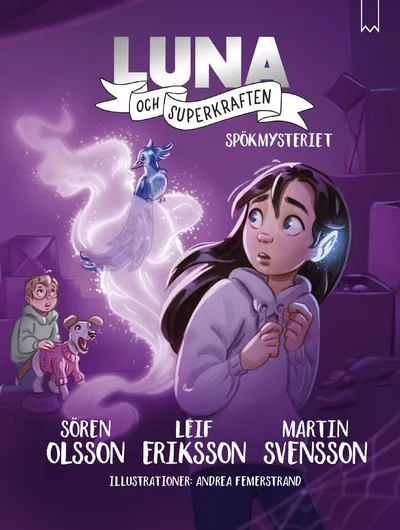 LUNA
OCH SUPERKRAFTEN
SPÖKMYSTERIET
SÖREN OLSSON
LEIF ERIKSSON
MARTIN SVENSSON
ILLUSTRATIONER: ANDREA FEMERSTRAND